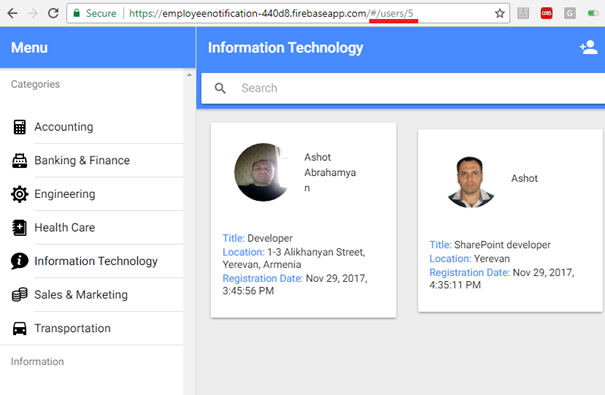 Secure https://employeenotification-440d8.firebaseapp.com/#/users/5
Menu
Information Technology
Categories
Accounting
Banking & Finance
Engineering
Health Care
Information Technology
Sales & Marketing
Transportation
Information
Search
Ashot
Abrahamya
n
Title: Developer
Location: 1-3 Alikhanyan Street,
Yerevan, Armenia
Registration Date: Nov 29, 2017,
3:45:56 PM
Ashot
Title: SharePoint developer
Location: Yerevan
Registration Date: Nov 29, 2017,
4:35:11 PM